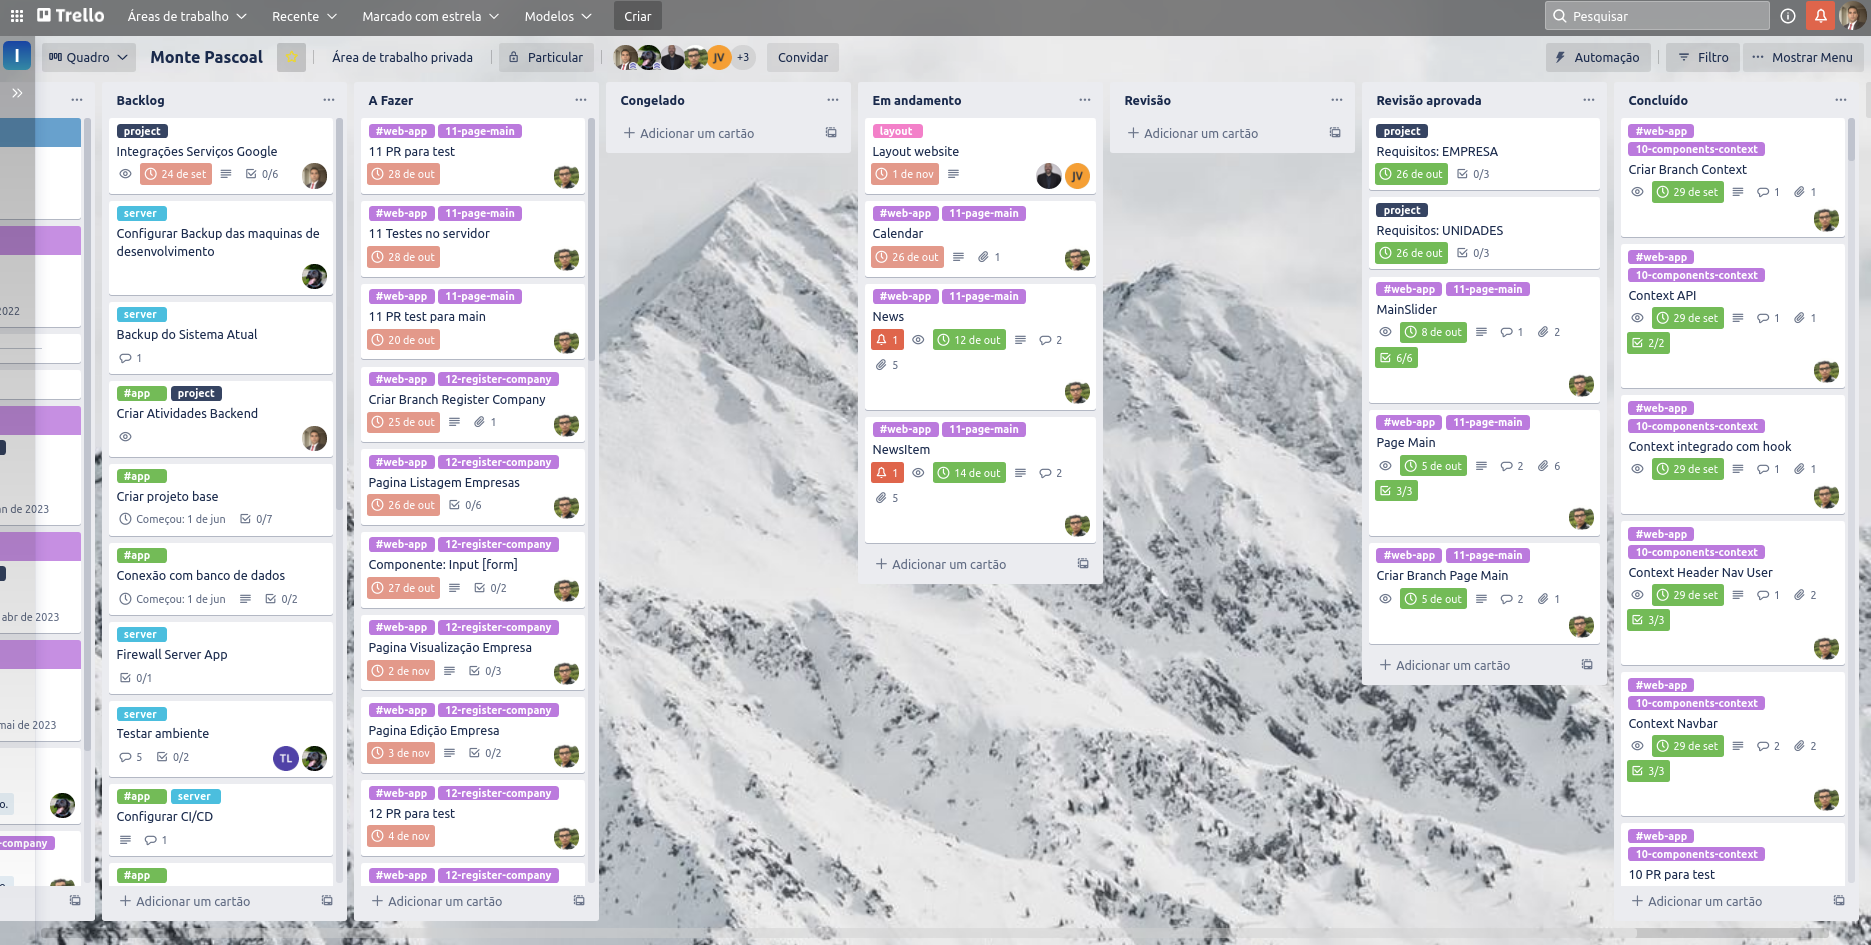 Trello
Áreas de trabalho
Recente
Marcado com estrela
Modelos
Criar
Pesquisar
I
Quadro
Monte Pascoal
Área de trabalho privada
Particular
JV
+3
Convidar
Automação
Filtro
Mostrar Menu
2022
n de 2023
abr de 2023
mai de 2023
o.
-company
Backlog
project
Integrações Serviços Google
24 de set
0/6
server
Configurar Backup das maquinas de
desenvolvimento
server
Backup do Sistema Atual
1
#app project
Criar Atividades Backend
#app
Criar projeto base
Começou: 1 de jun 0/7
#app
Conexão com banco de dados
Começou: 1 de jun 0/2
server
Firewall Server App
0/1
server
Testar ambiente
5 0/2 TL
#app server
Configurar CI/CD
1
#app
Adicionar um cartão
A Fazer
#web-app 11-page-main
11 PR para test
28 de out
#web-app 11-page-main
11 Testes no servidor
28 de out
#web-app 11-page-main
11 PR test para main
20 de out
#web-app 12-register-company
Criar Branch Register Company
25 de out 1
#web-app 12-register-company
Pagina Listagem Empresas
26 de out 0/6
#web-app 12-register-company
Componente: Input [form]
27 de out 0/2
#web-app 12-register-company
Pagina Visualização Empresa
2 de nov 0/3
#web-app 12-register-company
Pagina Edição Empresa
3 de nov 0/2
#web-app 12-register-company
12 PR para test
4 de nov
#web-app 12-register-company
Adicionar um cartão
Congelado
Adicionar um cartão
Em andamento
layout
Layout website
1 de nov JV
#web-app 11-page-main
Calendar
26 de out 1
#web-app 11-page-main
News
1 12 de out 2
5
#web-app 11-page-main
NewsItem
1 14 de out 2
5
Adicionar um cartão
Revisão
Adicionar um cartão
Revisão aprovada
project
Requisitos: EMPRESA
26 de out 0/3
project
Requisitos: UNIDADES
26 de out 0/3
#web-app 11-page-main
MainSlider
8 de out 1 2
6/6
#web-app 11-page-main
Page Main
5 de out 2 6
3/3
#web-app 11-page-main
Criar Branch Page Main
5 de out 2 1
Adicionar um cartão
Concluído
#web-app
10-components-context
Criar Branch Context
29 de set 1 1
#web-app
10-components-context
Context API
29 de set 1 1
2/2
#web-app
10-components-context
Context integrado com hook
29 de set 1 1
#web-app
10-components-context
Context Header Nav User
29 de set 1 2
3/3
#web-app
10-components-context
Context Navbar
29 de set 2 2
3/3
#web-app
10-components-context
10 PR para test
Adicionar um cartão